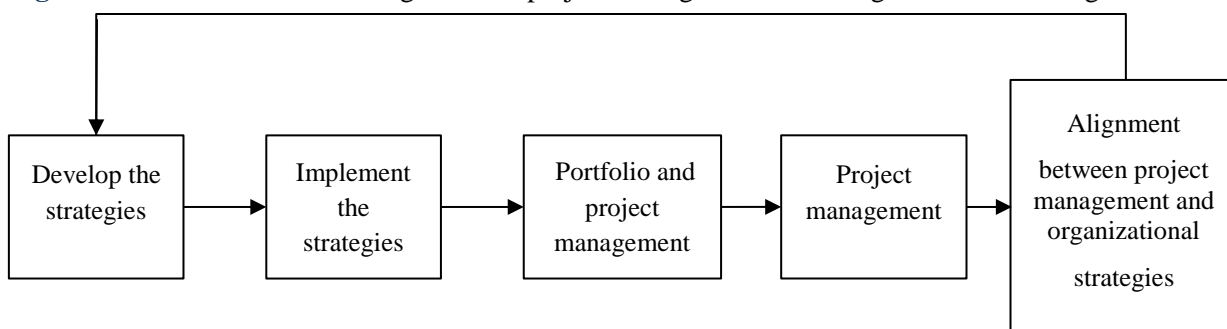 Develop the
strategies
Implement
the
strategies
Portfolio and
project
management
Project
management
Alignment
between project
management and
organizational
strategies